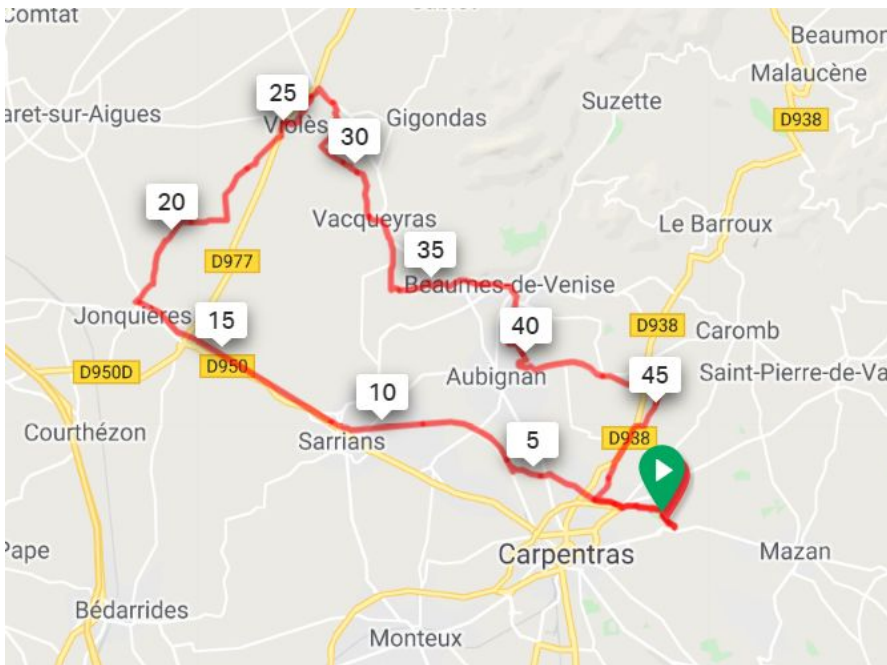 Comtat
Beaumon
Malaucène
25
Suzette
aret-sur-Aigues
Violès
Gigondas
D938
30
20
Vacqueyras
Le Barroux
35
D977
Beaumes-de-Venise
Jonquières
15
40
D938
Caromb
D950D
D950
Aubignan
45
Saint-Pierre-de-Va
10
Courthézon
Sarrians
5
D938
Pape
Carpentras
Mazan
Bédarrides
Monteux